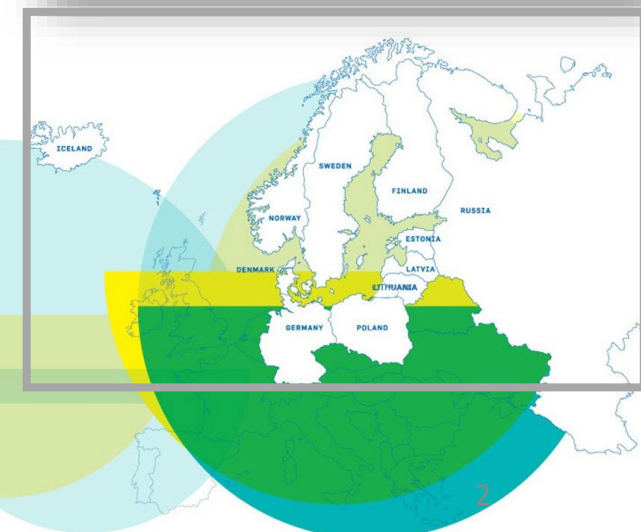 ICELAND
SWEDEN
FINLAND
NORWAY
RUSSIA
ESTONIA
LATVIA
DENMARK
LITHUANIA
GERMANY
POLAND
2